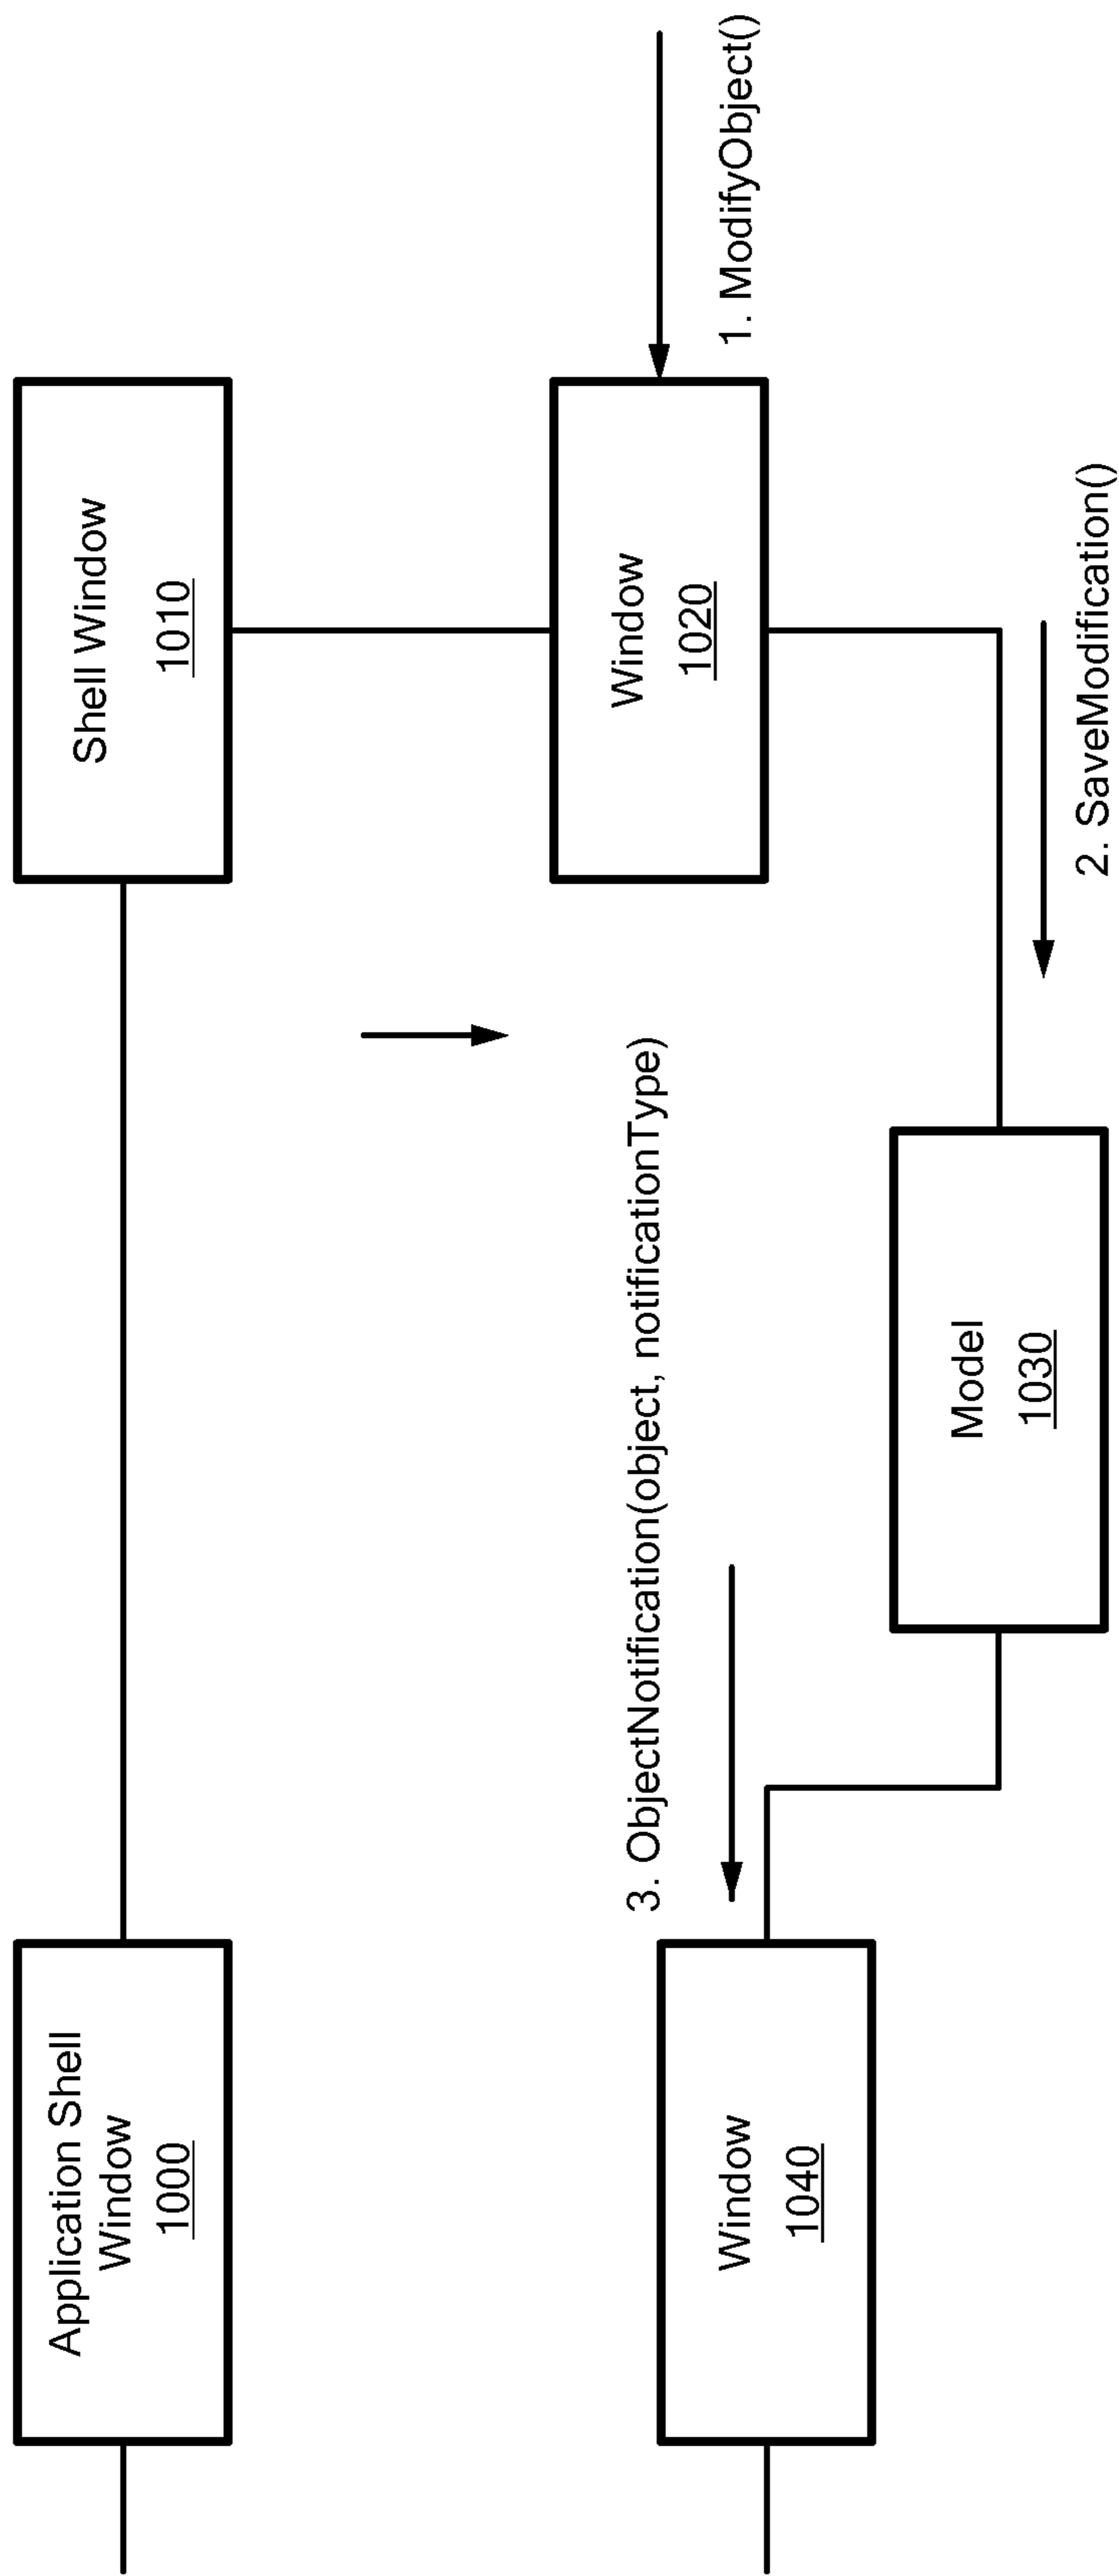 Application Shell
Window
1000
Shell Window
1010
3. ObjectNotification(object, notificationType)
Window
1020
1. ModifyObject()
Window
1040
Model
1030
2. SaveModification()